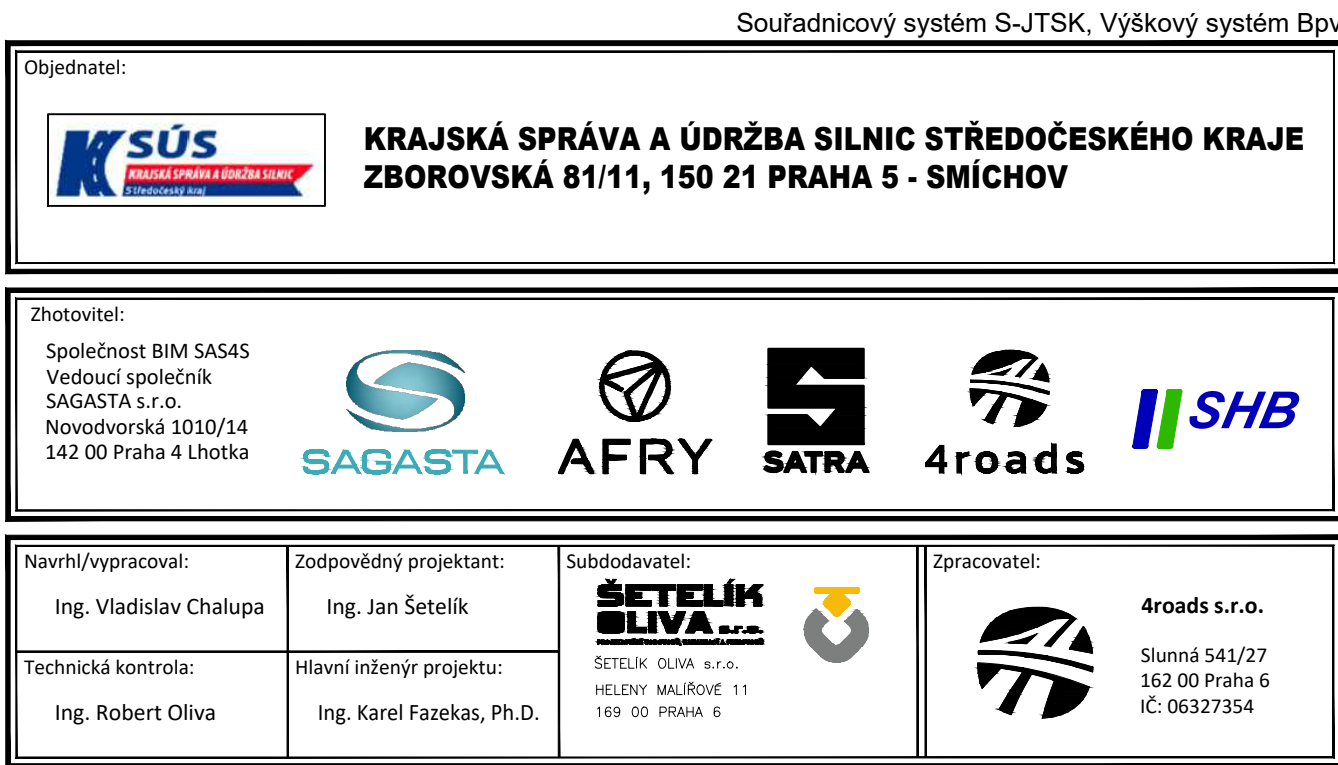 Souřadnicový systém S-JTSK, Výškový systém Bpv
Objednatel:
KSÚS
KRAJSKÁ SPRÁVA A ÚDRŽBA SILNIC
Středočeský kraj
KRAJSKÁ SPRÁVA A ÚDRŽBA SILNIC STŘEDOČESKÉHO KRAJE
ZBOROVSKÁ 81/11, 150 21 PRAHA 5 - SMÍCHOV
Zhotovitel:
Společnost BIM SAS4S
Vedoucí společník
SAGASTA s.r.o.
Novodvorská 1010/14
142 00 Praha 4 Lhotka
SAGASTA
AFRY
SATRA
4roads
SHB
Navrhl/vypracoval:
Ing. Vladislav Chalupa
Zodpovědný projektant:
Ing. Jan Šetelík
Technická kontrola:
Ing. Robert Oliva
Hlavní inženýr projektu:
Ing. Karel Fazekas, Ph.D.
Subdodavatel:
ŠETELÍK
OLIVA s.r.o.
ŠETELÍK OLIVA s.r.o.
HELENY MALÍŘOVÉ 11
169 00 PRAHA 6
Zpracovatel:
4roads s.r.o.
Slunná 541/27
162 00 Praha 6
IČ: 06327354